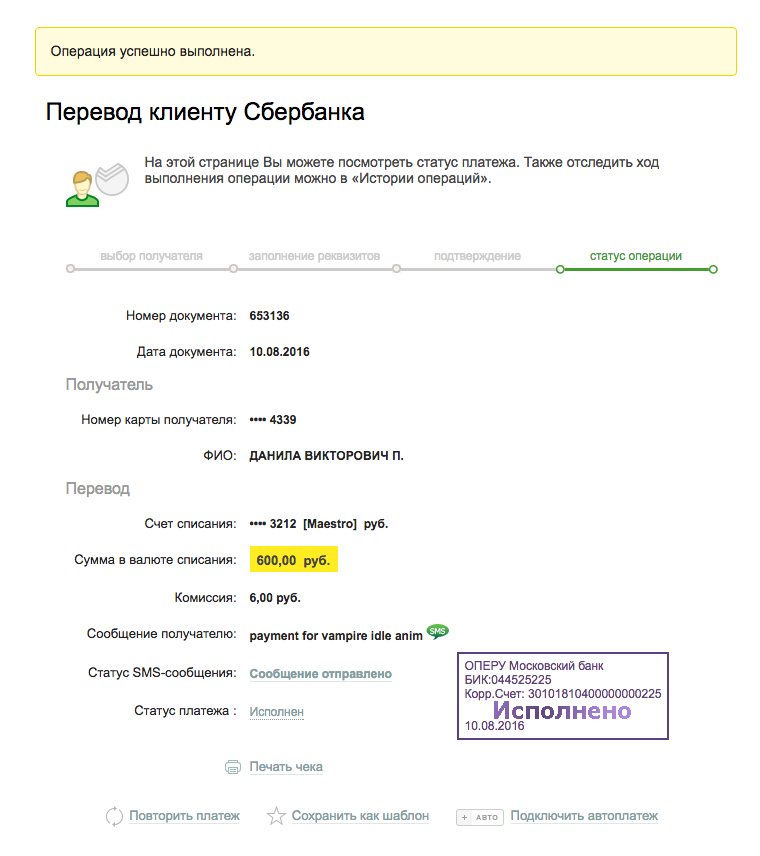 Операция успешно выполнена.
Перевод клиенту Сбербанка
На этой странице Вы можете посмотреть статус платежа. Также отследить ход
выполнения операции можно в «Истории операций».
выбор получателя заполнение реквизитов подтверждение статус операции
Номер документа: 653136
Дата документа: 10.08.2016
Получатель
Номер карты получателя: •••• 4339
ФИО: ДАНИЛА ВИКТОРОВИЧ П.
Перевод
Счет списания: •••• 3212 [Maestro] руб.
Сумма в валюте списания: 600,00 руб.
Комиссия: 6,00 руб.
Сообщение получателю: payment for vampire idle anim SMS
Статус SMS-сообщения: Сообщение отправлено
Статус платежа : Исполнен
ОПЕРУ Московский банк
БИК:044525225
Корр.Счет: 30101810400000000225
Исполнено
10.08.2016
Печать чека
Повторить платеж Сохранить как шаблон + АВТО Подключить автоплатеж